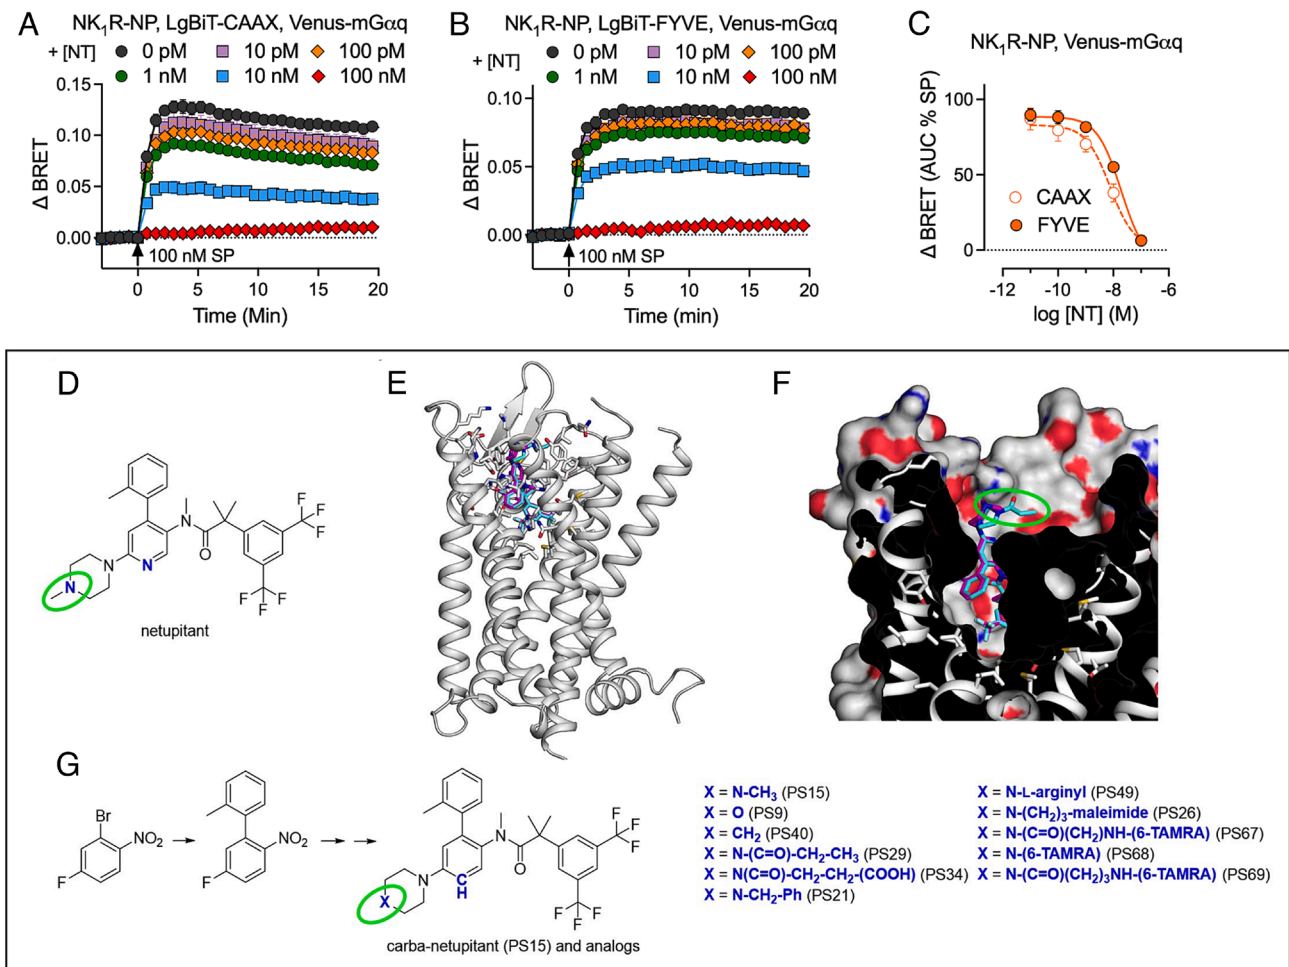 A
NK1R-NP, LgBiT-CAAX, Venus-mGαq
+ [NT]
0 pM
10 pM
100 pM
1 nM
10 nM
100 nM
Δ BRET
0.15
0.10
0.05
0.00
100 nM SP
0
5
10
15
20
Time (Min)
B
NK1R-NP, LgBiT-FYVE, Venus-mGαq
+ [NT]
0 pM
10 pM
100 pM
1 nM
10 nM
100 nM
Δ BRET
0.10
0.05
0.00
100 nM SP
0
5
10
15
20
Time (min)
C
NK1R-NP, Venus-mGαq
Δ BRET (AUC % SP)
100
50
0
CAAX
FYVE
-12
-10
-8
-6
log [NT] (M)
D
N
N
N
N
O
F
F
F
F
F
F
netupitant
E
F
G
Br
NO2
F
NO2
F
X
N
C
H
N
O
F
F
F
F
F
F
carba-netupitant (PS15) and analogs
X = N-CH3 (PS15)
X = O (PS9)
X = CH2 (PS40)
X = N-(C=O)-CH2-CH3 (PS29)
X = N(C=O)-CH2-CH2-(COOH) (PS34)
X = N-CH2-Ph (PS21)
X = N-L-arginyl (PS49)
X = N-(CH2)3-maleimide (PS26)
X = N-(C=O)(CH2)NH-(6-TAMRA) (PS67)
X = N-(6-TAMRA) (PS68)
X = N-(C=O)(CH2)3NH-(6-TAMRA) (PS69)